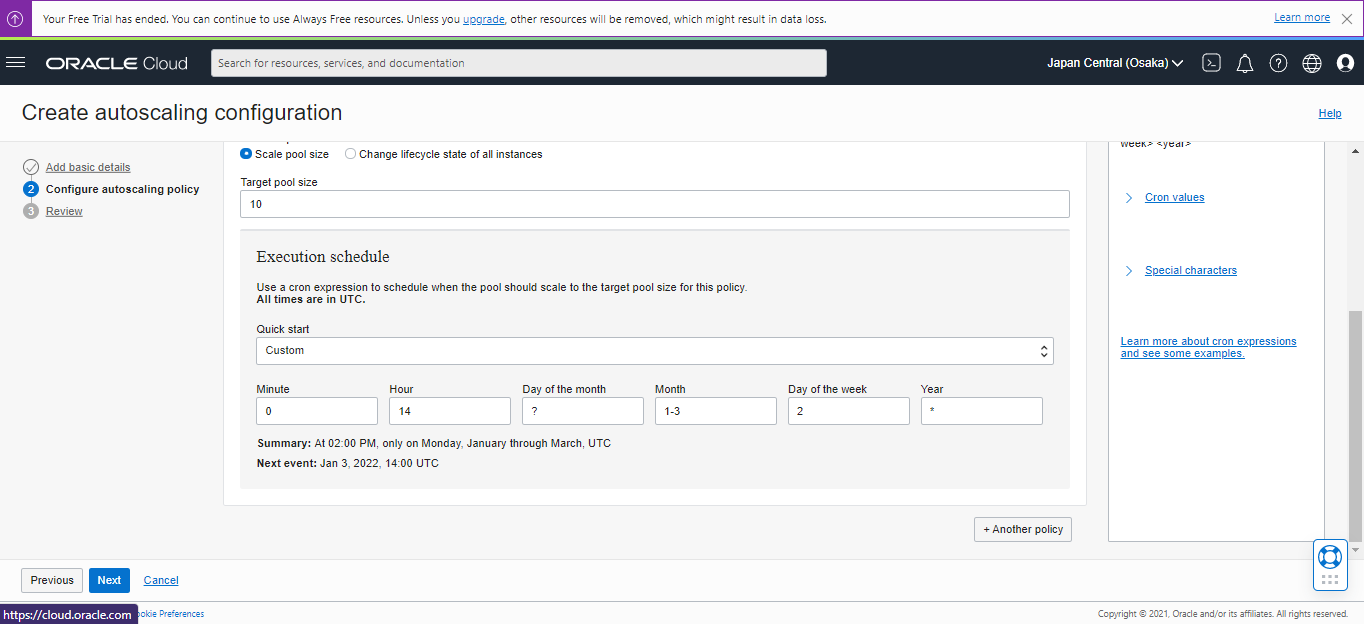 Your Free Trial has ended. You can continue to use Always Free resources. Unless you upgrade, other resources will be removed, which might result in data loss.
Learn more
ORACLE Cloud
Search for resources, services, and documentation
Japan Central (Osaka)
Create autoscaling configuration
Help
Add basic details
2 Configure autoscaling policy
3 Review
Scale pool size
Change lifecycle state of all instances
Target pool size
10
Execution schedule
Use a cron expression to schedule when the pool should scale to the target pool size for this policy.
All times are in UTC.
Quick start
Custom
Minute Hour Day of the month Month Day of the week Year
0 14 ? 1-3 2 *
Summary: At 02:00 PM, only on Monday, January through March, UTC
Next event: Jan 3, 2022, 14:00 UTC
+ Another policy
week> <year>
Cron values
Special characters
Learn more about cron expressions
and see some examples.
Previous
Next
Cancel
https://cloud.oracle.com
Cookie Preferences
Copyright © 2021, Oracle and/or its affiliates. All rights reserved.